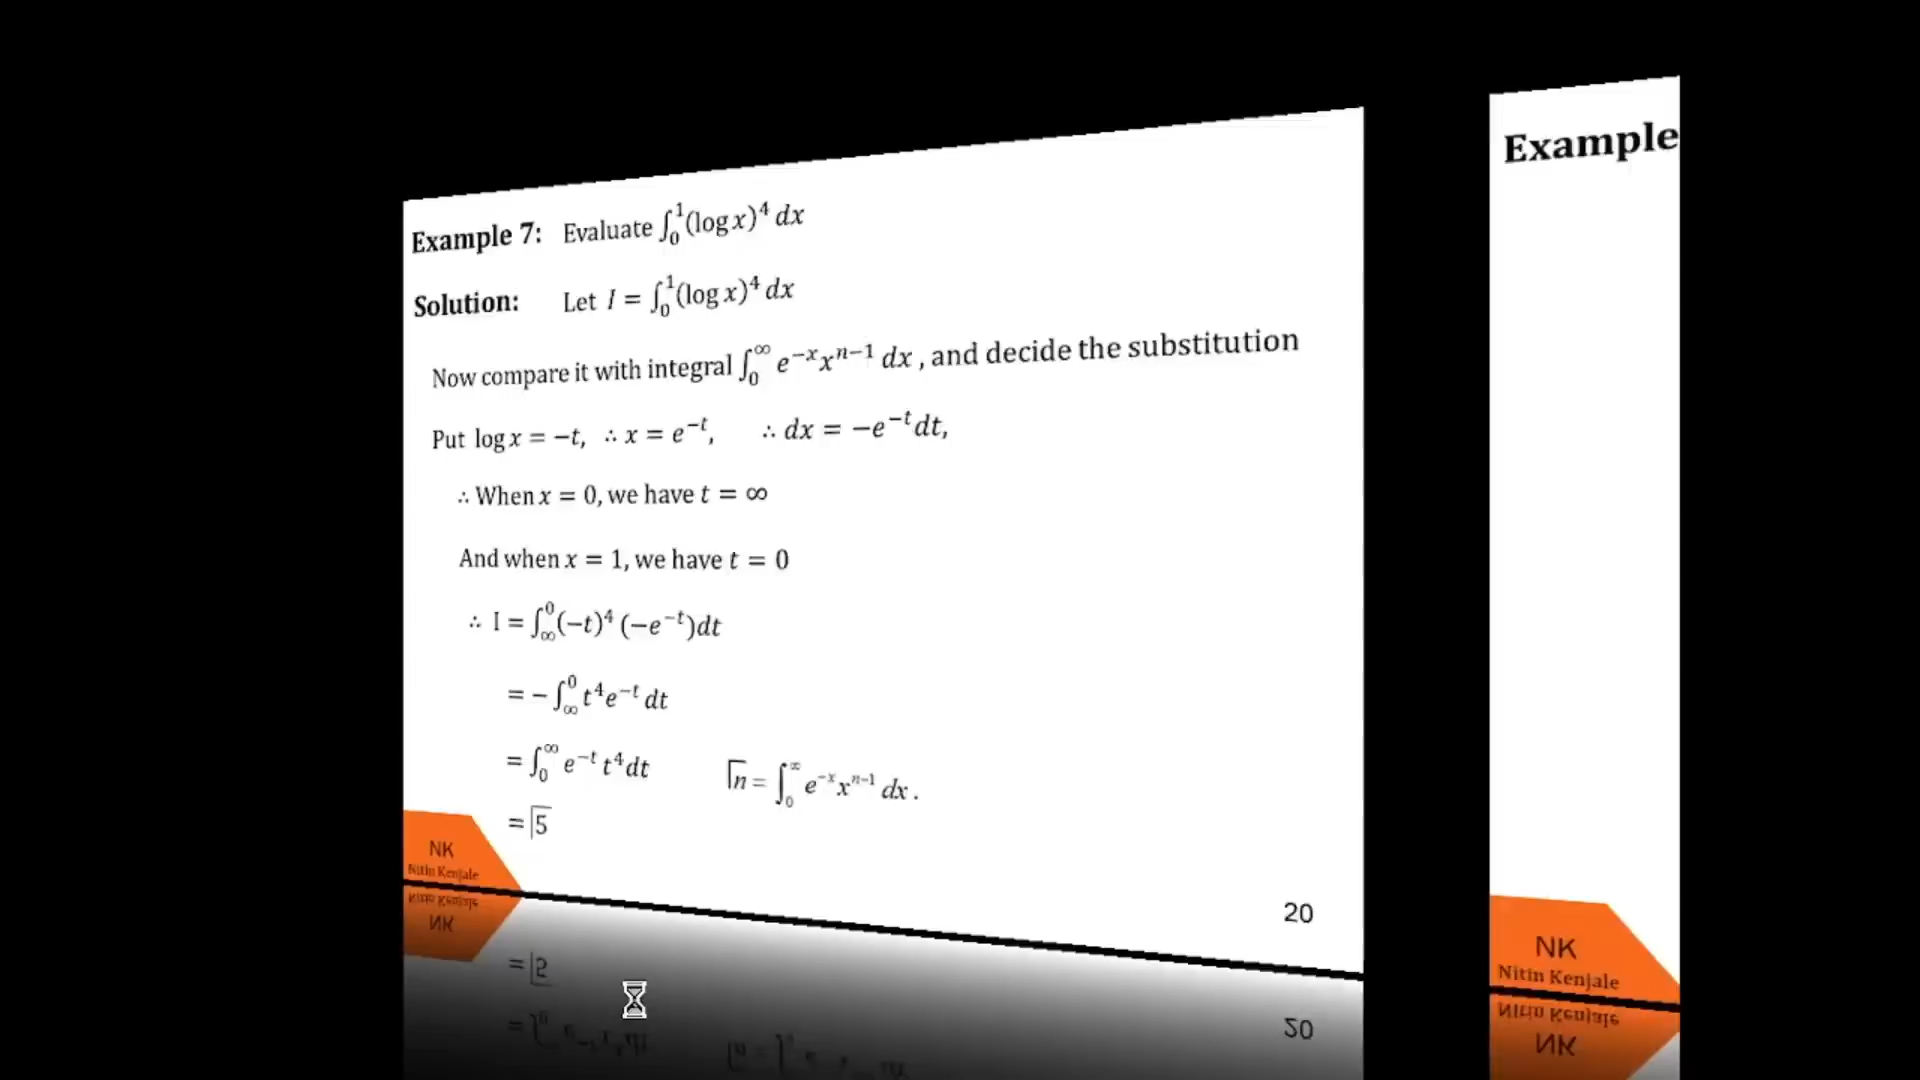 Example 7: Evaluate ∫₀¹(log x)⁴ dx
Solution: Let I = ∫₀¹(log x)⁴ dx
Now compare it with integral ∫₀^∞ e^{−x}x^{n−1} dx , and decide the substitution
Put log x = −t, ∴ x = e^{−t}, ∴ dx = −e^{−t}dt,
∴ When x = 0, we have t = ∞
And when x = 1, we have t = 0
∴ I = ∫_∞^0(−t)⁴ (−e^{−t})dt
= − ∫_∞^0 t⁴e^{−t} dt
= ∫₀^∞ e^{−t} t⁴dt
Γn = ∫₀^∞ e^{−x}x^{n−1} dx .
= Γ5
NK
Nitin Kenjale
20
Example
NK
Nitin Kenjale